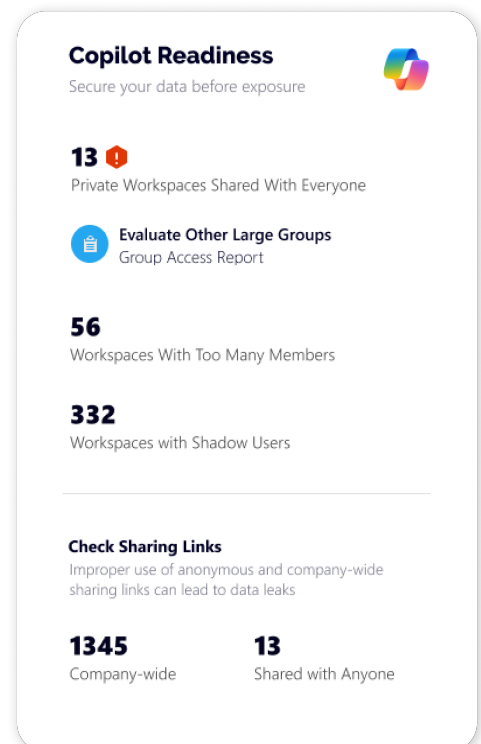 Copilot Readiness
Secure your data before exposure
13
Private Workspaces Shared With Everyone
Evaluate Other Large Groups
Group Access Report
56
Workspaces With Too Many Members
332
Workspaces with Shadow Users
Check Sharing Links
Improper use of anonymous and company-wide
sharing links can lead to data leaks
1345
Company-wide
13
Shared with Anyone